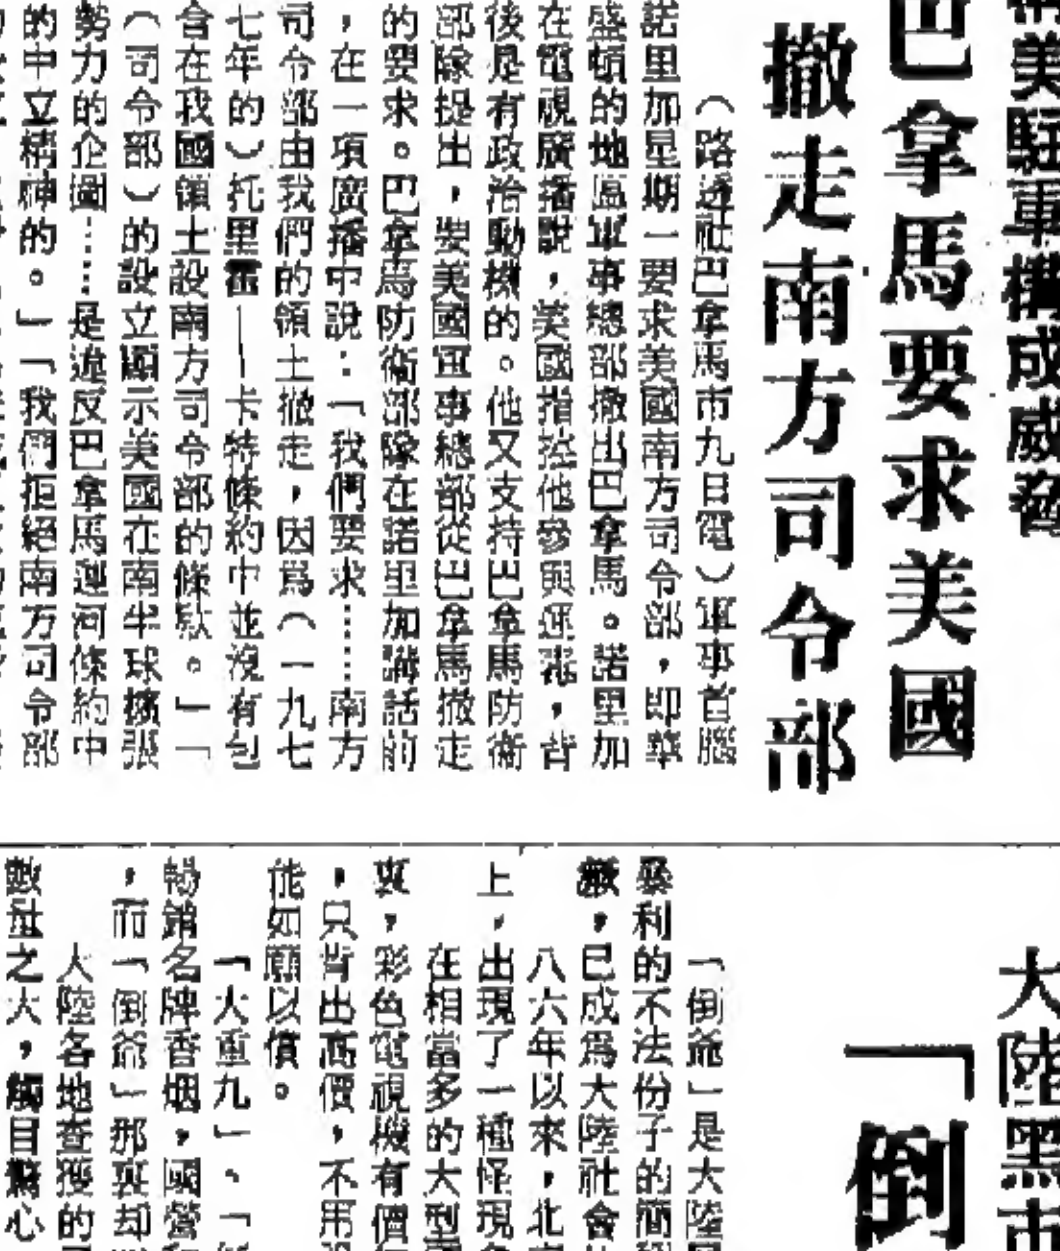 美駐軍構成威脅
巴拿馬要求美國
撤走南方司令部
（路透社巴拿馬市九日電）軍事首腦
諾里加星期一要求美國南方司令部，即華
盛頓的地區軍事總部撤出巴拿馬。諾里加
在電視廣播說，美國指控他參與運毒，背
後是有政治動機的。他又支持巴拿馬防衛
部隊提出，要美國軍事總部從巴拿馬撤走
的要求。巴拿馬防衛部隊在諾里加講話前
，在一項廣播中說：「我們要求……南方
司令部由我們的領土撤走，因爲（一九七
七年的）托里霍——卡特條約中並沒有包
含在我國領土設南方司令部的條款。」「
（司令部）的設立顯示美國在南半球擴張
勢力的企圖……是違反巴拿馬運河條約中
的中立精神的。」「我們拒絕南方司令部
大陸黑市
「倒
「倒爺」是大陸
暴利的不法份子的簡
，已成爲大陸社會
八六年以來，北
上，出現了一種怪現
在相當多的大型
裏，彩色電視機有價
，只肯出高價，不用
能如願以償。
「大重九」、「
暢銷名牌香烟，國營
，而「倒爺」那裏却
大陸各地查獲的
數量之大，觸目驚心